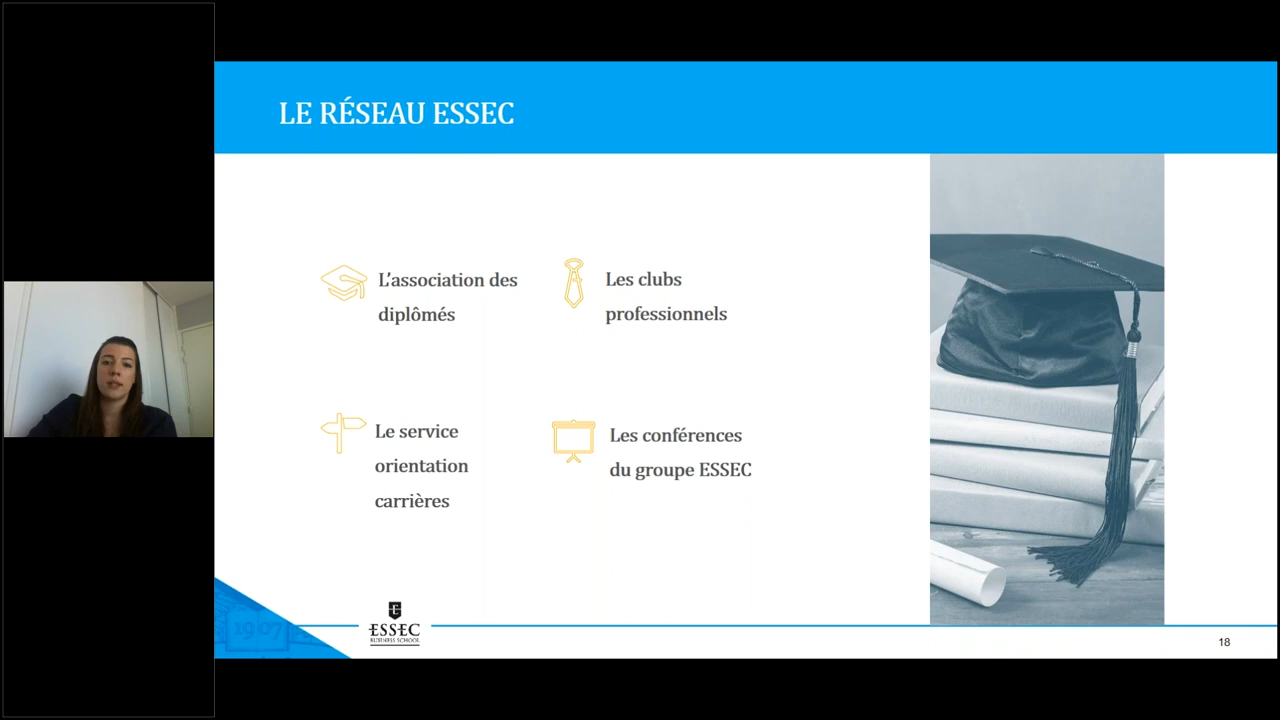 LE RÉSEAU ESSEC
L'association des
diplômés
Les clubs
professionnels
Le service
orientation
carrières
Les conférences
du groupe ESSEC
1907
E
ESSEC
BUSINESS SCHOOL
18